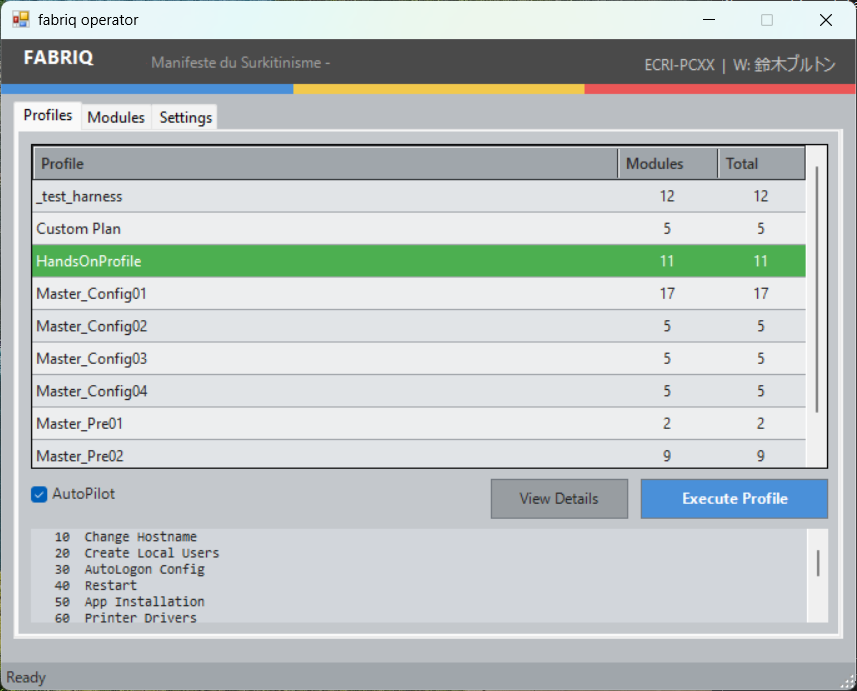 fabriq operator
FABRIQ
Manifeste du Surkitinisme -
ECRI-PCXX | W: 鈴木ブルトン
Profiles Modules Settings
Profile Modules Total
_test_harness 12 12
Custom Plan 5 5
HandsOnProfile 11 11
Master_Config01 17 17
Master_Config02 5 5
Master_Config03 5 5
Master_Config04 5 5
Master_Pre01 2 2
Master_Pre02 9 9
AutoPilot
View Details
Execute Profile
10 Change Hostname
20 Create Local Users
30 AutoLogon Config
40 Restart
50 App Installation
60 Printer Drivers
Ready